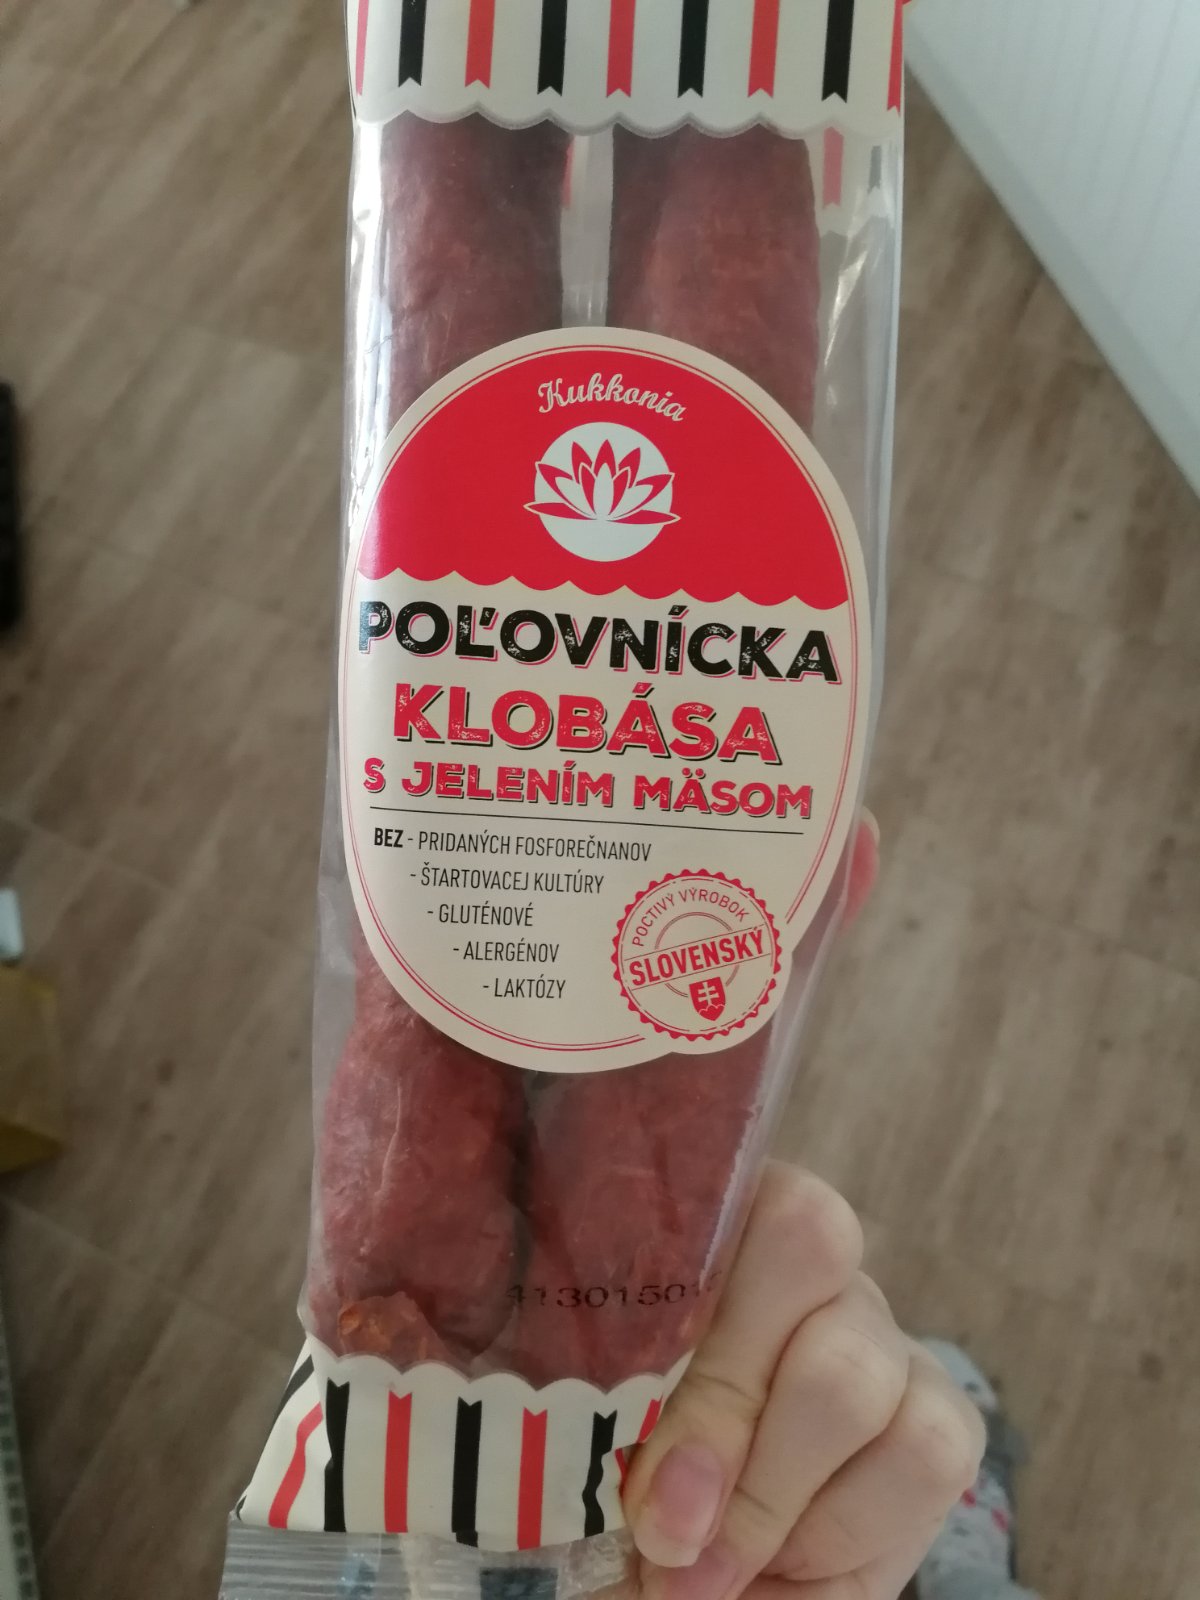 Kukkonia
POĽOVNÍCKA
KLOBÁSA
S JELENÍM MÄSOM
BEZ - PRIDANÝCH FOSFOREČNANOV
- ŠTARTOVACEJ KULTÚRY
- GLUTÉNOVÉ
- ALERGÉNOV
- LAKTÓZY
POCTIVÝ VÝROBOK
SLOVENSKÝ